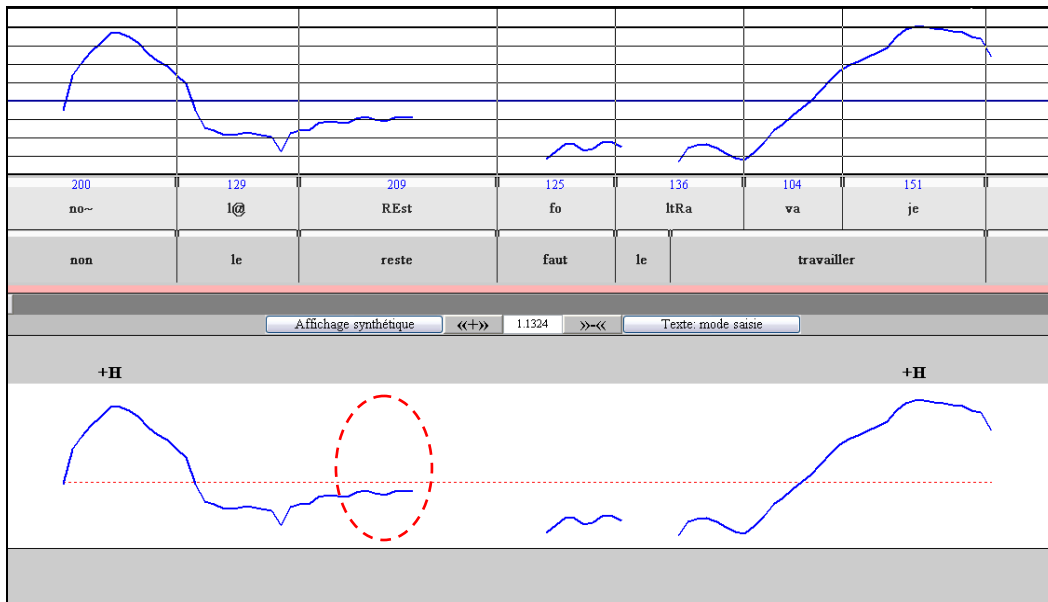 200 129 209 125 136 104 151
no~ l@ REst fo ltRa va je
non le reste faut le travailler
Affichage synthétique «+» 1.1324 »-« Texte: mode saisie
+H +H